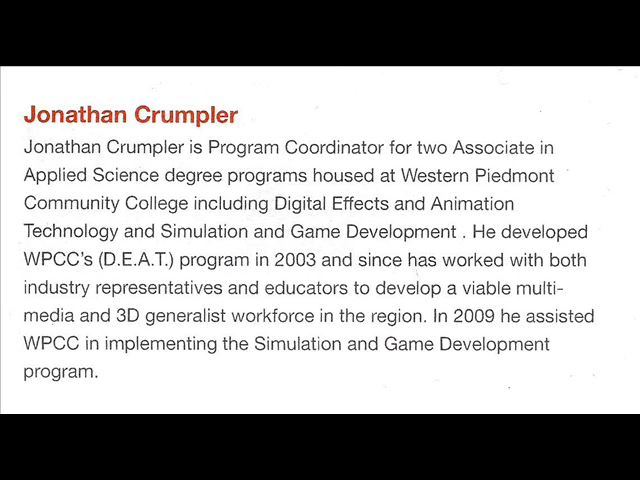 Jonathan Crumpler
Jonathan Crumpler is Program Coordinator for two Associate in
Applied Science degree programs housed at Western Piedmont
Community College including Digital Effects and Animation
Technology and Simulation and Game Development . He developed
WPCC's (D.E.A.T.) program in 2003 and since has worked with both
industry representatives and educators to develop a viable multi-
media and 3D generalist workforce in the region. In 2009 he assisted
WPCC in implementing the Simulation and Game Development
program.